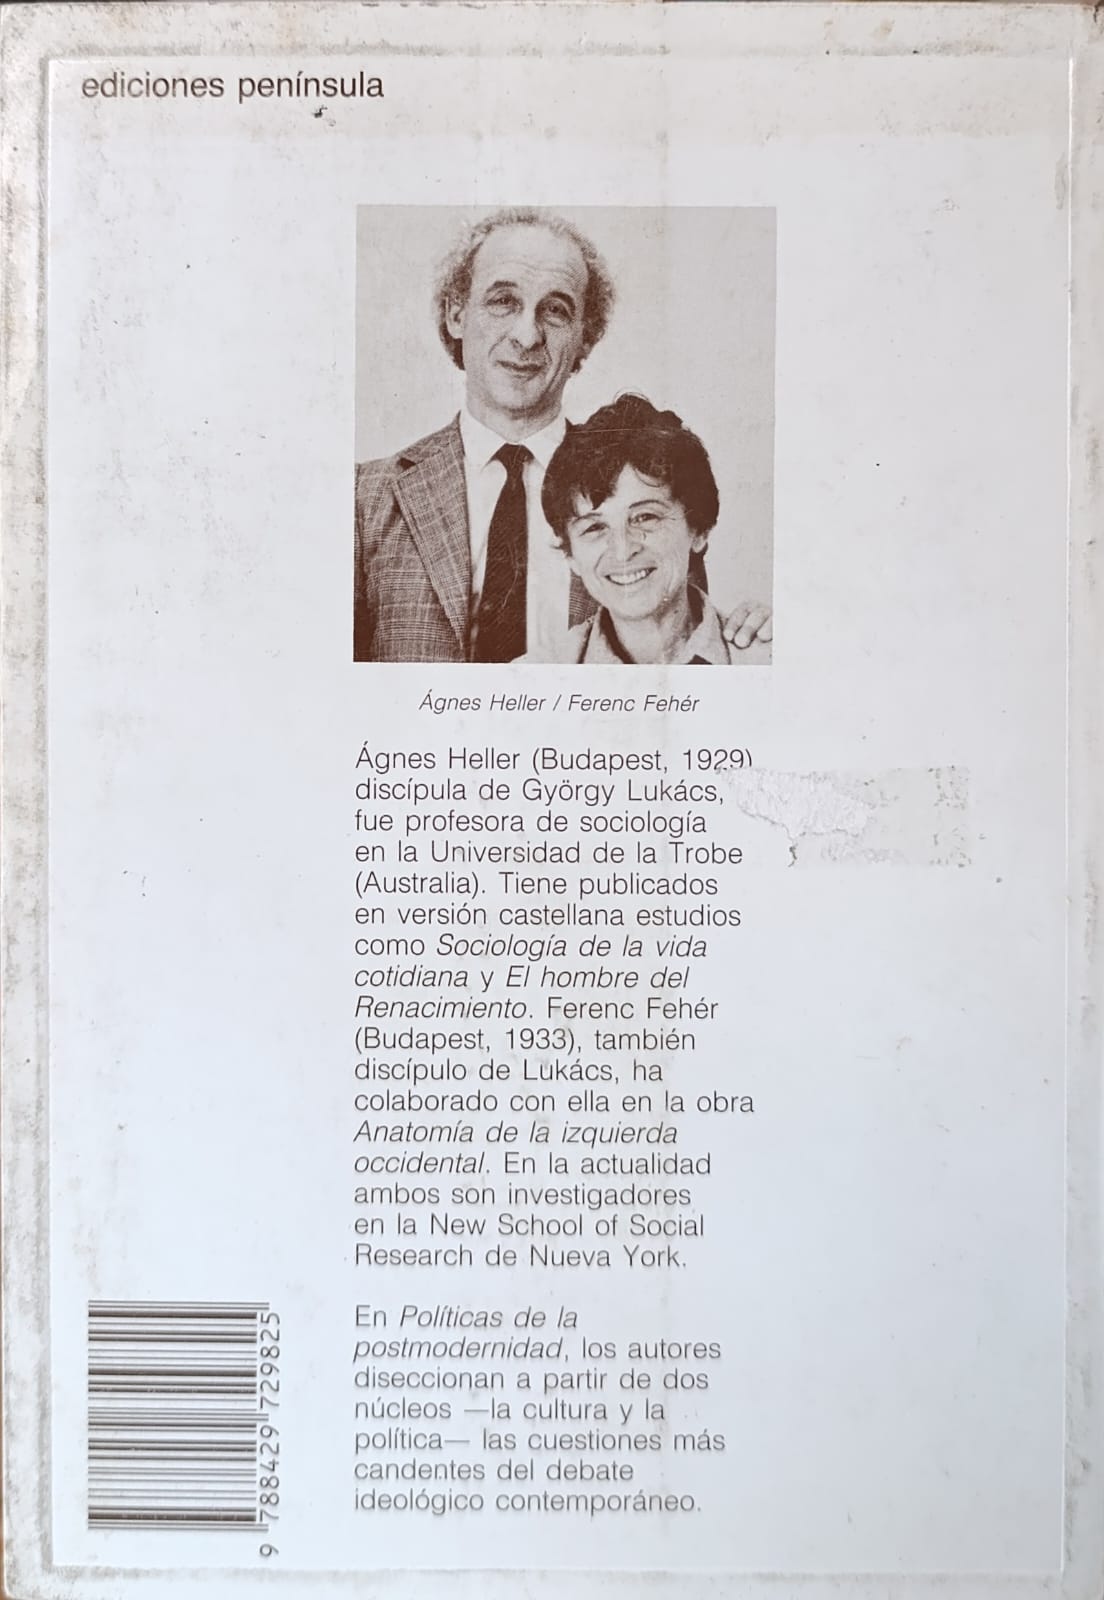 ediciones península
Ágnes Heller / Ferenc Fehér
Ágnes Heller (Budapest, 1929)
discípula de György Lukács,
fue profesora de sociología
en la Universidad de la Trobe
(Australia). Tiene publicados
en versión castellana estudios
como Sociología de la vida
cotidiana y El hombre del
Renacimiento. Ferenc Fehér
(Budapest, 1933), también
discípulo de Lukács, ha
colaborado con ella en la obra
Anatomía de la izquierda
occidental. En la actualidad
ambos son investigadores
en la New School of Social
Research de Nueva York.
En Políticas de la
postmodernidad, los autores
diseccionan a partir de dos
núcleos —la cultura y la
política— las cuestiones más
candentes del debate
ideológico contemporáneo.
9 788429 729825